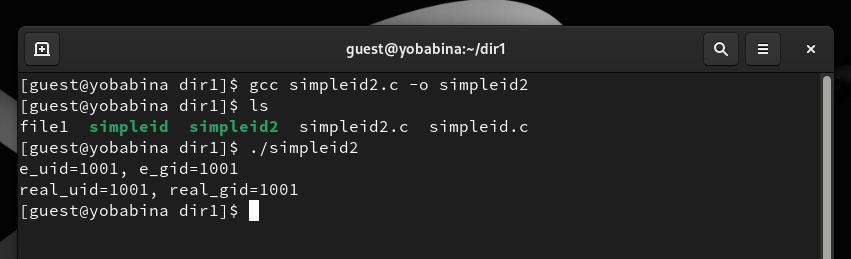 guest@yobabina:~/dir1
[guest@yobabina dir1]$ gcc simpleid2.c -o simpleid2
[guest@yobabina dir1]$ ls
file1  simpleid  simpleid2  simpleid2.c  simpleid.c
[guest@yobabina dir1]$ ./simpleid2
e_uid=1001, e_gid=1001
real_uid=1001, real_gid=1001
[guest@yobabina dir1]$